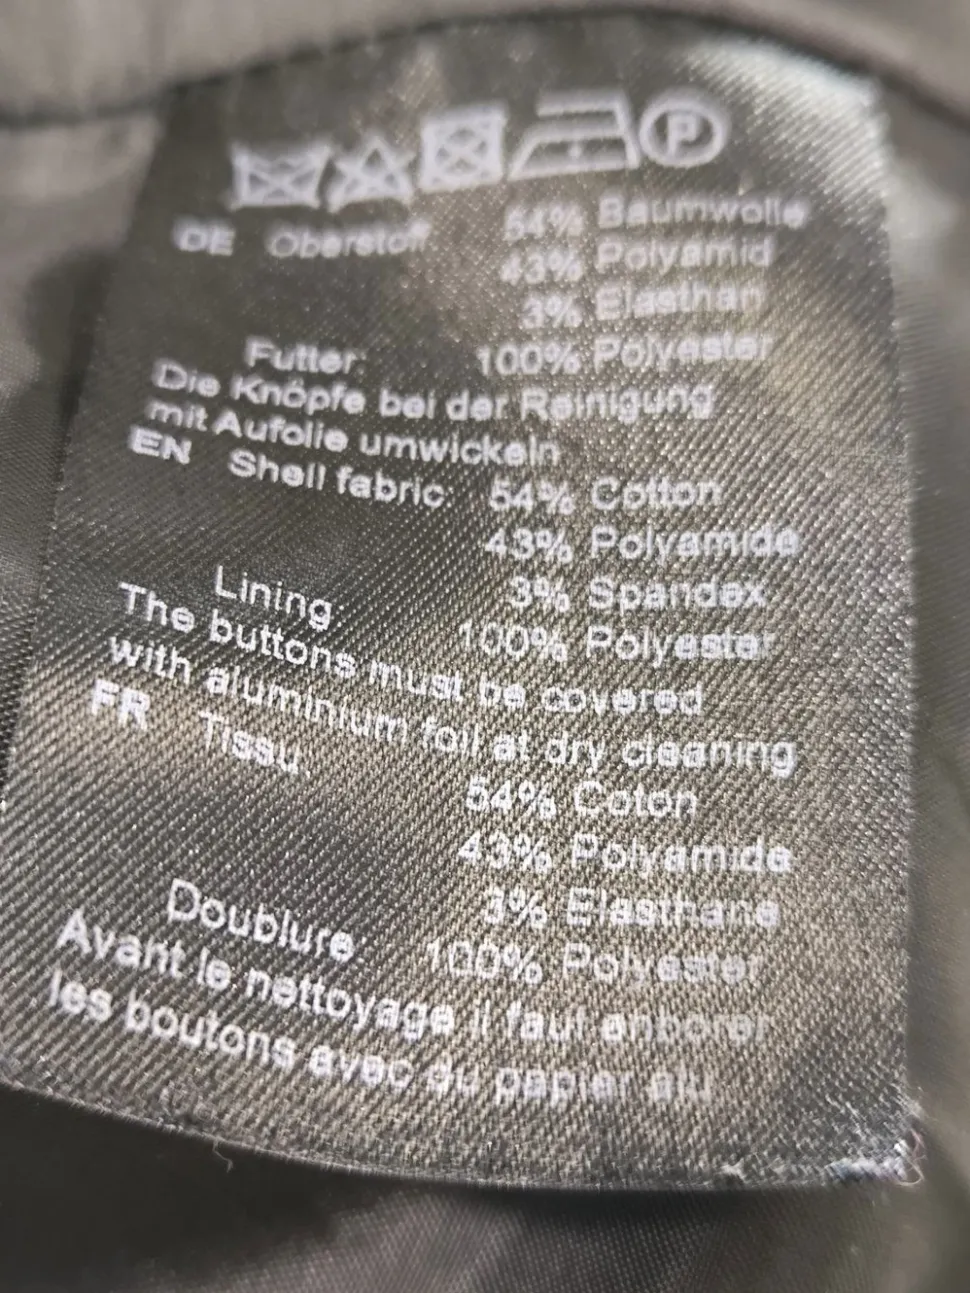 P
DE Oberstoff: 54% Baumwolle
43% Polyamid
3% Elasthan
Futter: 100% Polyester
Die Knöpfe bei der Reinigung
mit Aufolie umwickeln
EN Shell fabric: 54% Cotton
43% Polyamide
3% Spandex
Lining: 100% Polyester
The buttons must be covered
with aluminium foil at dry cleaning
FR Tissu: 54% Coton
43% Polyamide
3% Elasthane
Doublure 100% Polyester
Avant le nettoyage il faut
les boutons avec du papier alu